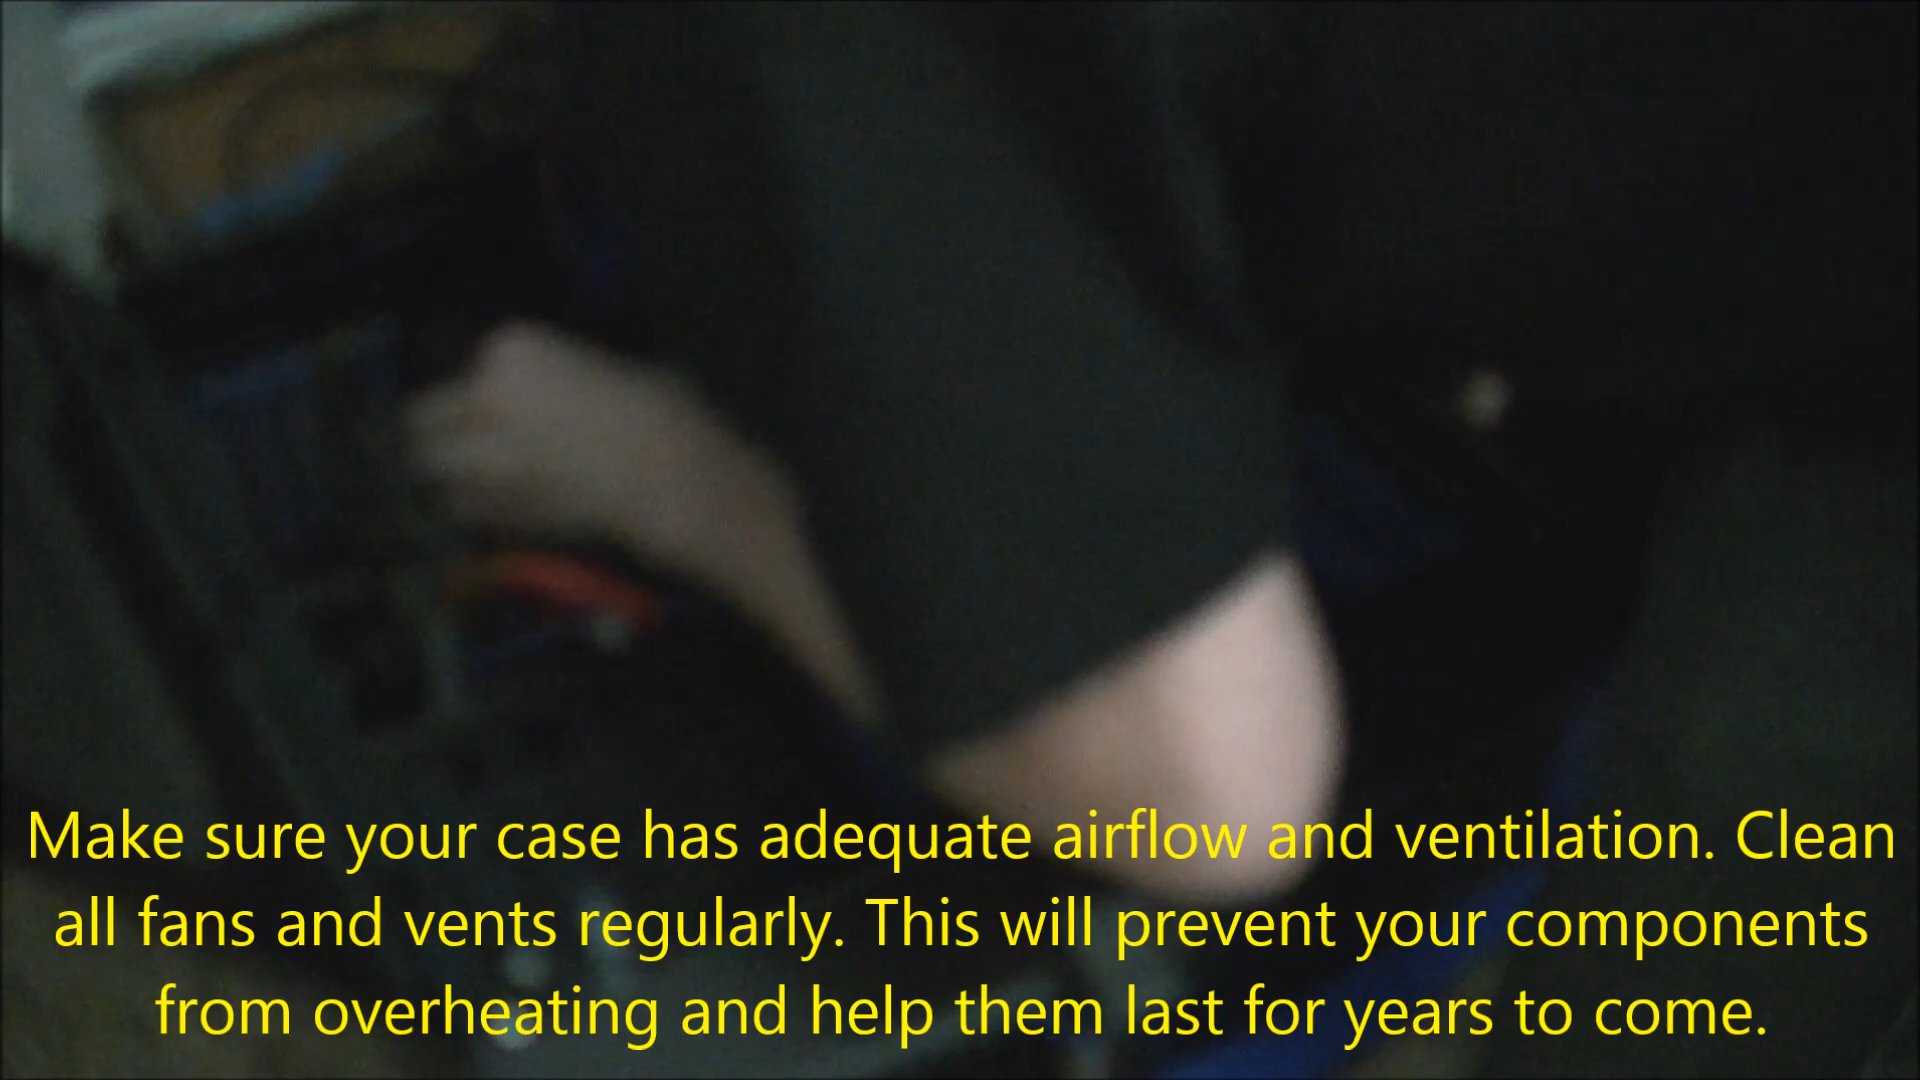 Make sure your case has adequate airflow and ventilation. Clean
all fans and vents regularly. This will prevent your components
from overheating and help them last for years to come.